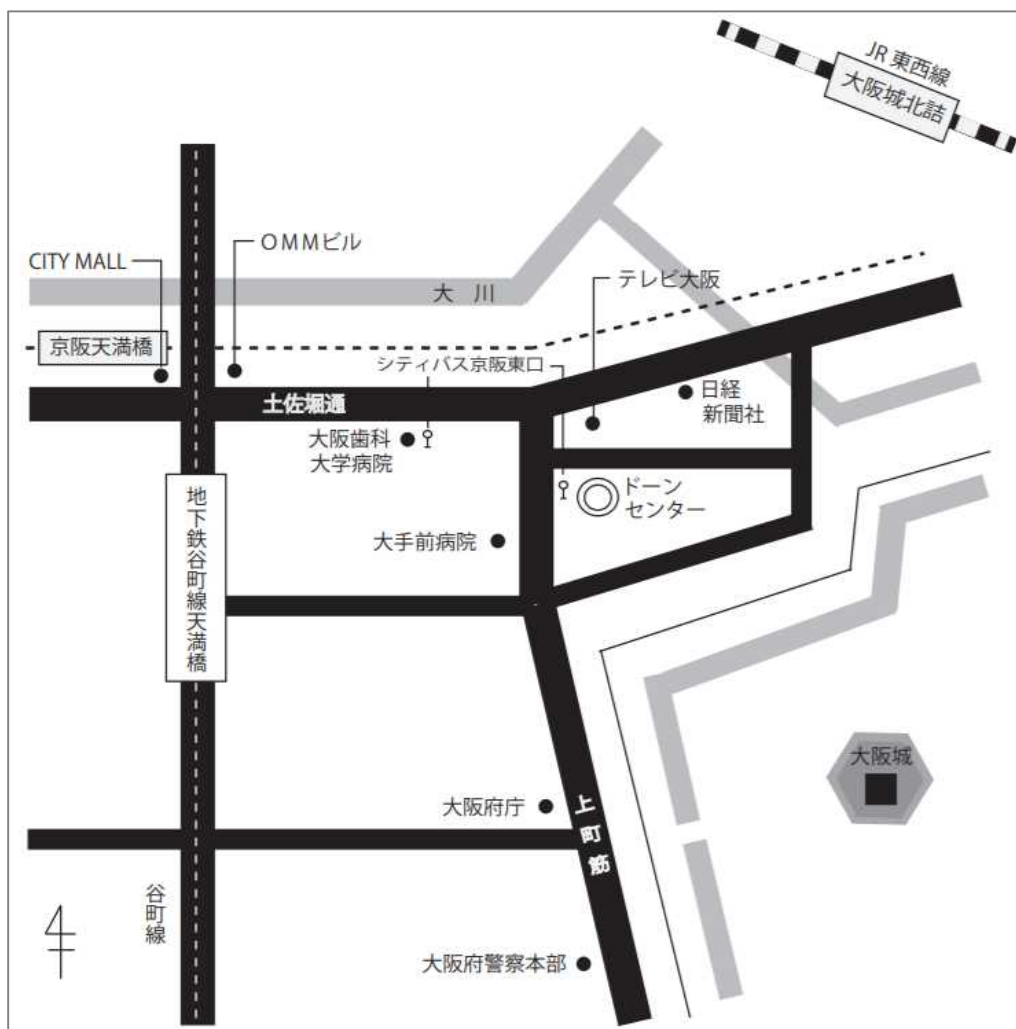 JR 東西線
大阪城北詰
OMMビル
CITY MALL
大 川
テレビ大阪
京阪天満橋
シティバス京阪東口
土佐堀通
日経
新聞社
大阪歯科
大学病院
ドーン
センター
大手前病院
地下鉄谷町線天満橋
大阪城
大阪府庁
上町筋
谷町線
大阪府警察本部